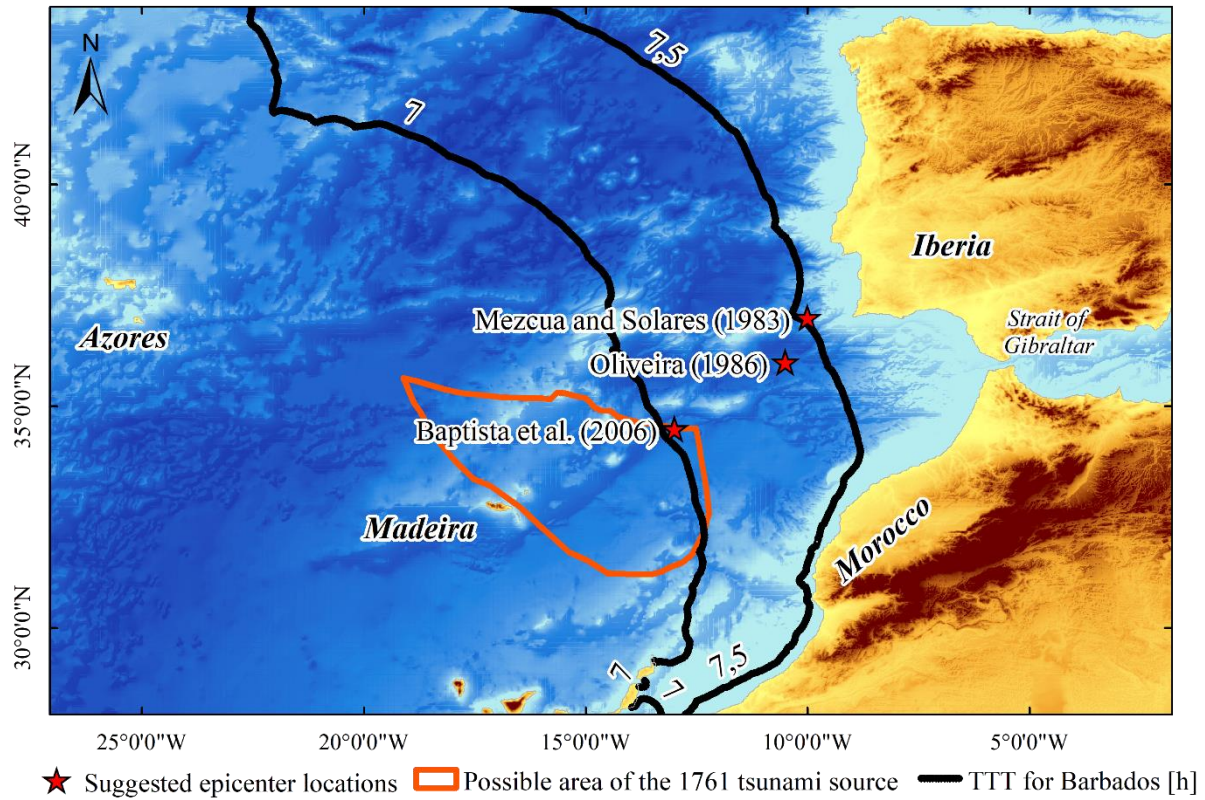 N
7,5
7
40°0'0"N
Iberia
Mezcua and Solares (1983)
Strait of
Gibraltar
Azores
Oliveira (1986)
35°0'0"N
Baptista et al. (2006)
Madeira
Morocco
30°0'0"N
7
7
7,5
25°0'0"W
20°0'0"W
15°0'0"W
10°0'0"W
5°0'0"W
Suggested epicenter locations
Possible area of the 1761 tsunami source
TTT for Barbados [h]